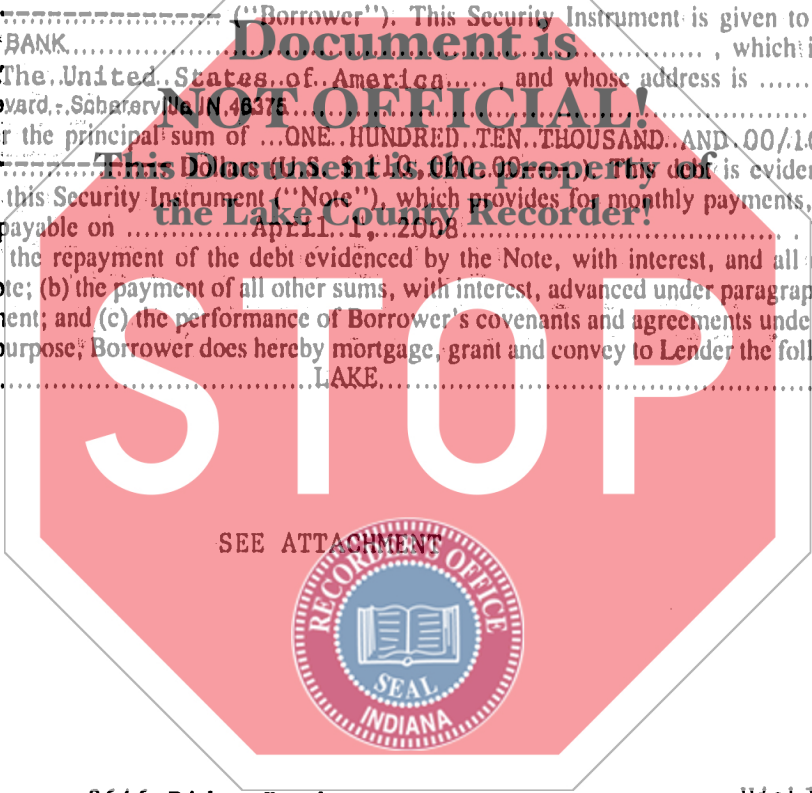 ("Borrower"). This Security Instrument is given to
Document is
BANK , which i
The United States of America , and whose address is
NOT OFFICIAL!
vard - Schererville IN 46375
r the principal sum of ONE HUNDRED TEN THOUSAND AND 00/10
This Document is the property of
Dollars (U.S. $ 110,000.00----). This debt is eviden
this Security Instrument ("Note"), which provides for monthly payments,
the Lake County Recorder!
payable on April 1, 2008
the repayment of the debt evidenced by the Note, with interest, and all
te; (b) the payment of all other sums, with interest, advanced under paragrap
ent; and (c) the performance of Borrower's covenants and agreements unde
purpose, Borrower does hereby mortgage, grant and convey to Lender the foll
LAKE
STOP
SEE ATTACHMENT
RECORDER'S OFFICE
SEAL
INDIANA